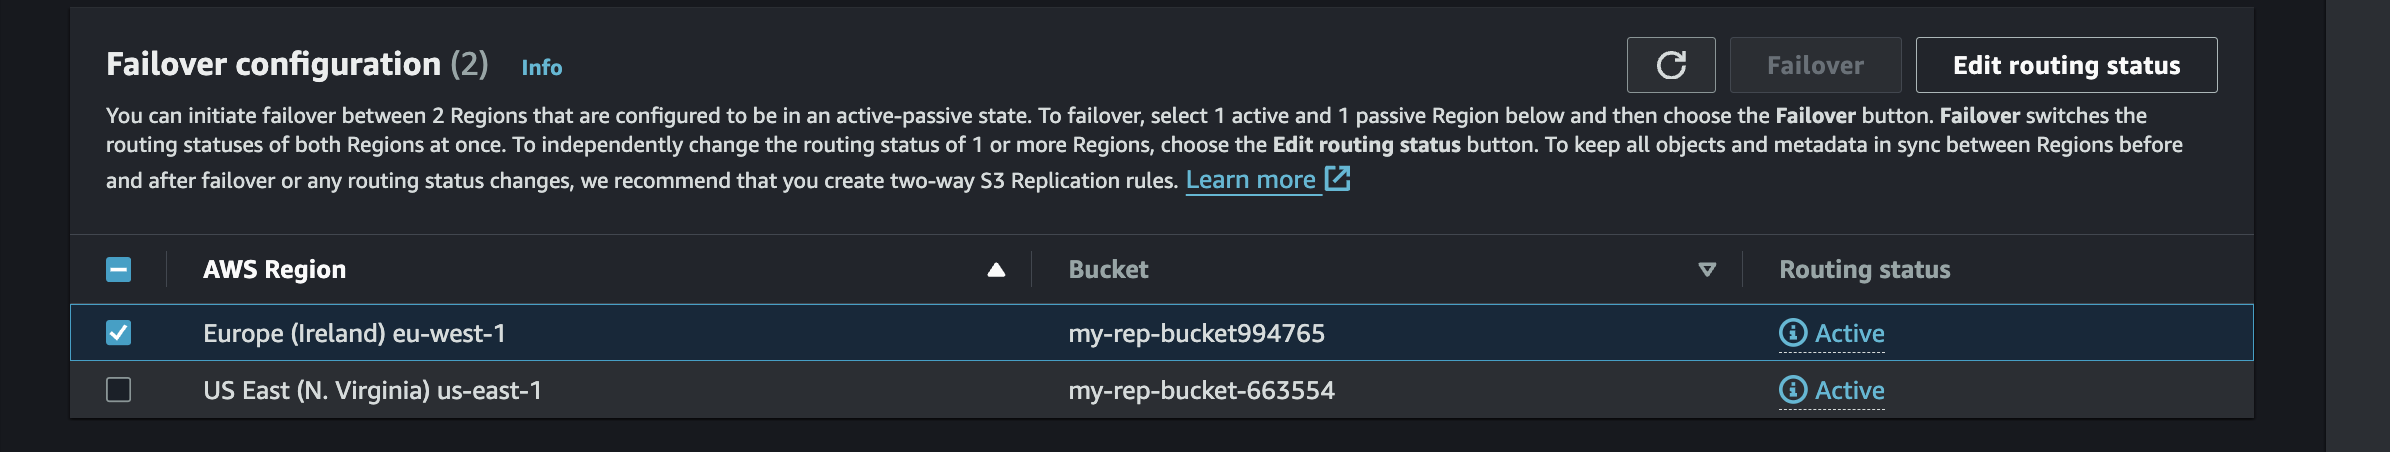 Failover configuration (2) Info
Failover
Edit routing status
You can initiate failover between 2 Regions that are configured to be in an active-passive state. To failover, select 1 active and 1 passive Region below and then choose the Failover button. Failover switches the
routing statuses of both Regions at once. To independently change the routing status of 1 or more Regions, choose the Edit routing status button. To keep all objects and metadata in sync between Regions before
and after failover or any routing status changes, we recommend that you create two-way S3 Replication rules. Learn more
AWS Region Bucket Routing status
Europe (Ireland) eu-west-1 my-rep-bucket994765 Active
US East (N. Virginia) us-east-1 my-rep-bucket-663554 Active